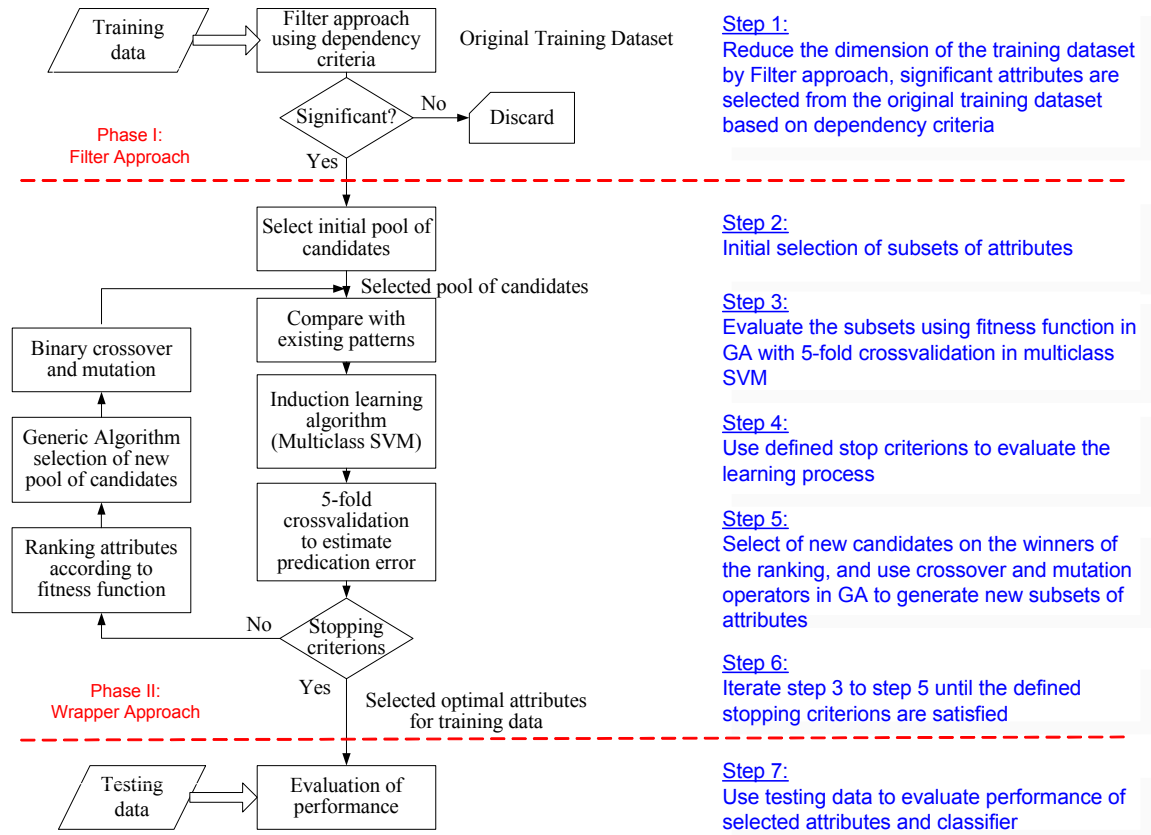 Training
data
Filter approach
using dependency
criteria
Original Training Dataset
Significant?
No
Discard
Yes
Phase I:
Filter Approach
Select initial pool of
candidates
Selected pool of candidates
Compare with
existing patterns
Induction learning
algorithm
(Multiclass SVM)
5-fold
crossvalidation
to estimate
predication error
Stopping
criterions
No
Ranking attributes
according to
fitness function
Generic Algorithm
selection of new
pool of candidates
Binary crossover
and mutation
Yes
Selected optimal attributes
for training data
Phase II:
Wrapper Approach
Testing
data
Evaluation of
performance
Step 1:
Reduce the dimension of the training dataset
by Filter approach, significant attributes are
selected from the original training dataset
based on dependency criteria
Step 2:
Initial selection of subsets of attributes
Step 3:
Evaluate the subsets using fitness function in
GA with 5-fold crossvalidation in multiclass
SVM
Step 4:
Use defined stop criterions to evaluate the
learning process
Step 5:
Select of new candidates on the winners of
the ranking, and use crossover and mutation
operators in GA to generate new subsets of
attributes
Step 6:
Iterate step 3 to step 5 until the defined
stopping criterions are satisfied
Step 7:
Use testing data to evaluate performance of
selected attributes and classifier